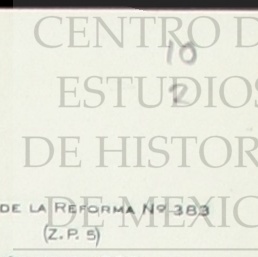 CENTRO D
10
ESTUDIOS
2
DE HISTOR
DE LA REFORMA Nº 383
DE MEXIC
(Z. P. 5)